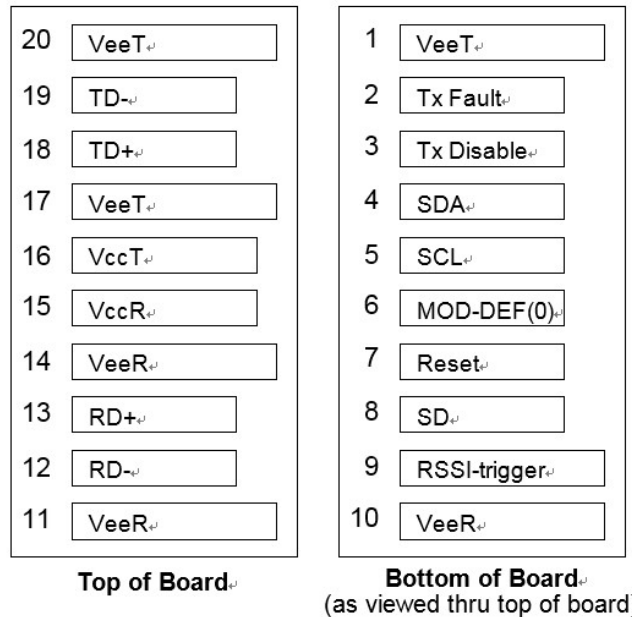 20 VeeT
19 TD-
18 TD+
17 VeeT
16 VccT
15 VccR
14 VeeR
13 RD+
12 RD-
11 VeeR
Top of Board
1 VeeT
2 Tx Fault
3 Tx Disable
4 SDA
5 SCL
6 MOD-DEF(0)
7 Reset
8 SD
9 RSSI-trigger
10 VeeR
Bottom of Board
(as viewed thru top of board)